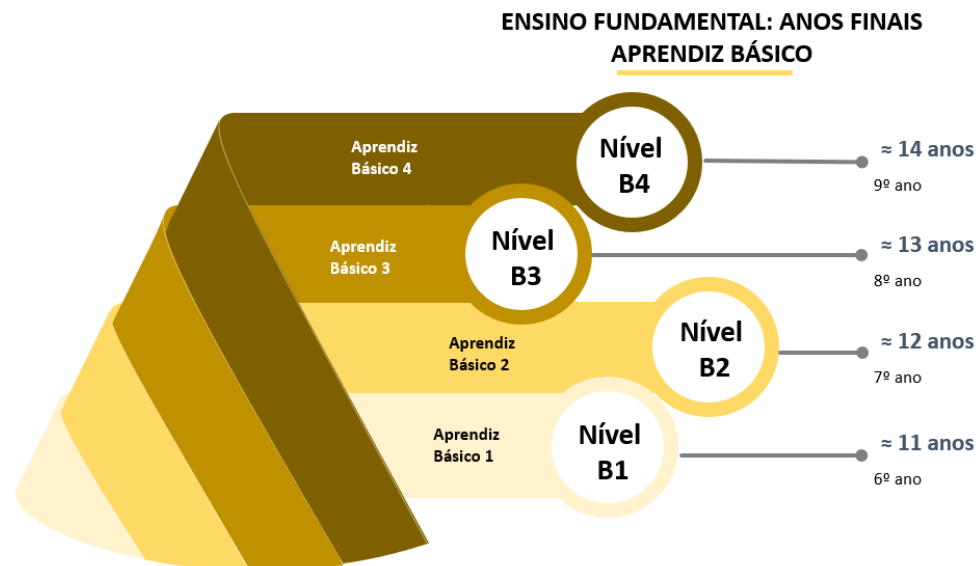 ENSINO FUNDAMENTAL: ANOS FINAIS
APRENDIZ BÁSICO
Aprendiz
Básico 4
Nível
B4
≈ 14 anos
9º ano
Aprendiz
Básico 3
Nível
B3
≈ 13 anos
8º ano
Aprendiz
Básico 2
Nível
B2
≈ 12 anos
7º ano
Aprendiz
Básico 1
Nível
B1
≈ 11 anos
6º ano